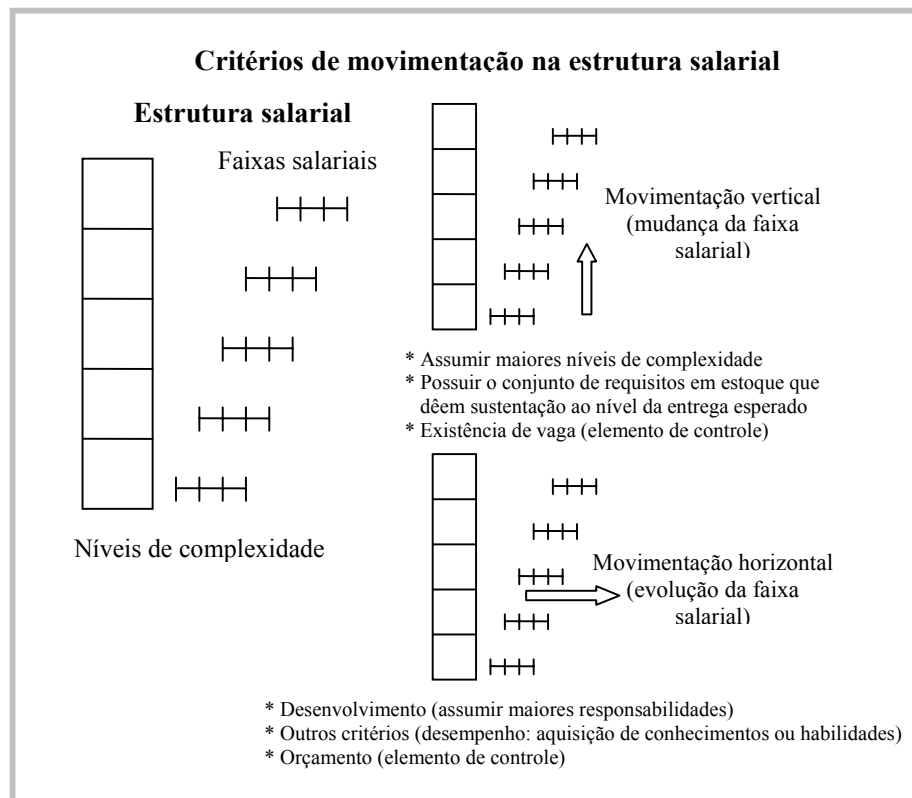 Critérios de movimentação na estrutura salarial
Estrutura salarial
Faixas salariais
Níveis de complexidade
Movimentação vertical
(mudança da faixa
salarial)
* Assumir maiores níveis de complexidade
* Possuir o conjunto de requisitos em estoque que
dêem sustentação ao nível da entrega esperado
* Existência de vaga (elemento de controle)
Movimentação horizontal
(evolução da faixa
salarial)
* Desenvolvimento (assumir maiores responsabilidades)
* Outros critérios (desempenho: aquisição de conhecimentos ou habilidades)
* Orçamento (elemento de controle)